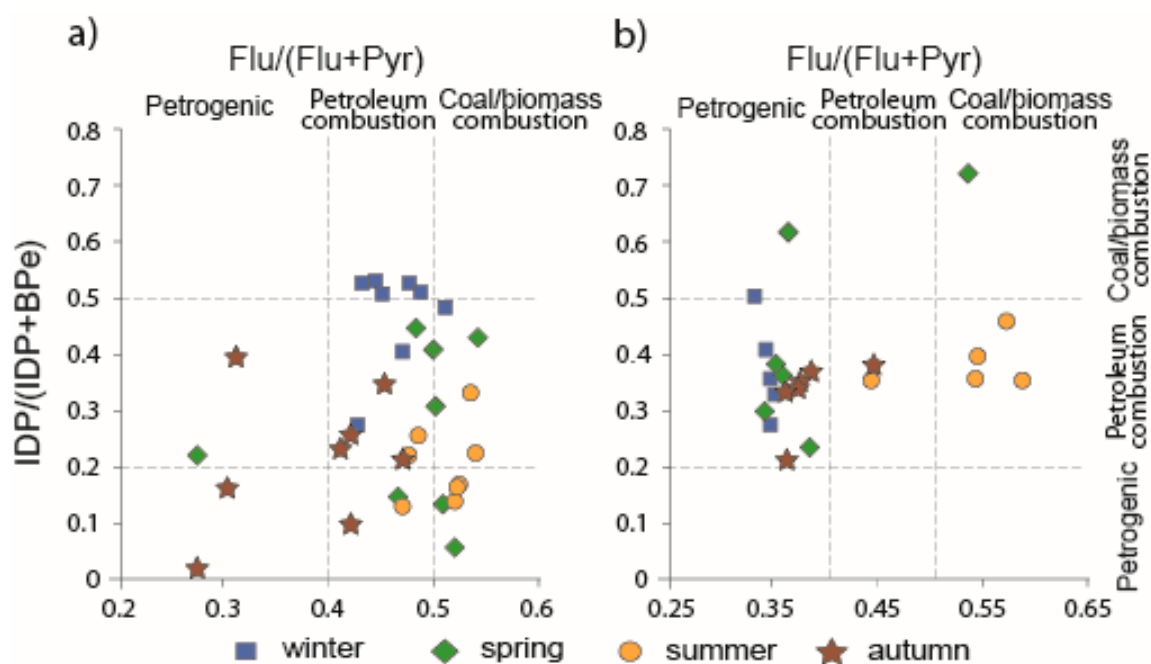 a)
Flu/(Flu+Pyr)
Petrogenic
Petroleum
combustion
Coal/biomass
combustion
0.8
0.7
0.6
0.5
0.4
0.3
0.2
0.1
0
IDP/(IDP+BPe)
0.2 0.3 0.4 0.5 0.6
b)
Flu/(Flu+Pyr)
Petrogenic
Petroleum
combustion
Coal/biomass
combustion
0.8
0.7
0.6
0.5
0.4
0.3
0.2
0.1
0
0.25 0.35 0.45 0.55 0.65
Coal/biomass
combustion
Petroleum
combustion
Petrogenic
winter spring summer autumn